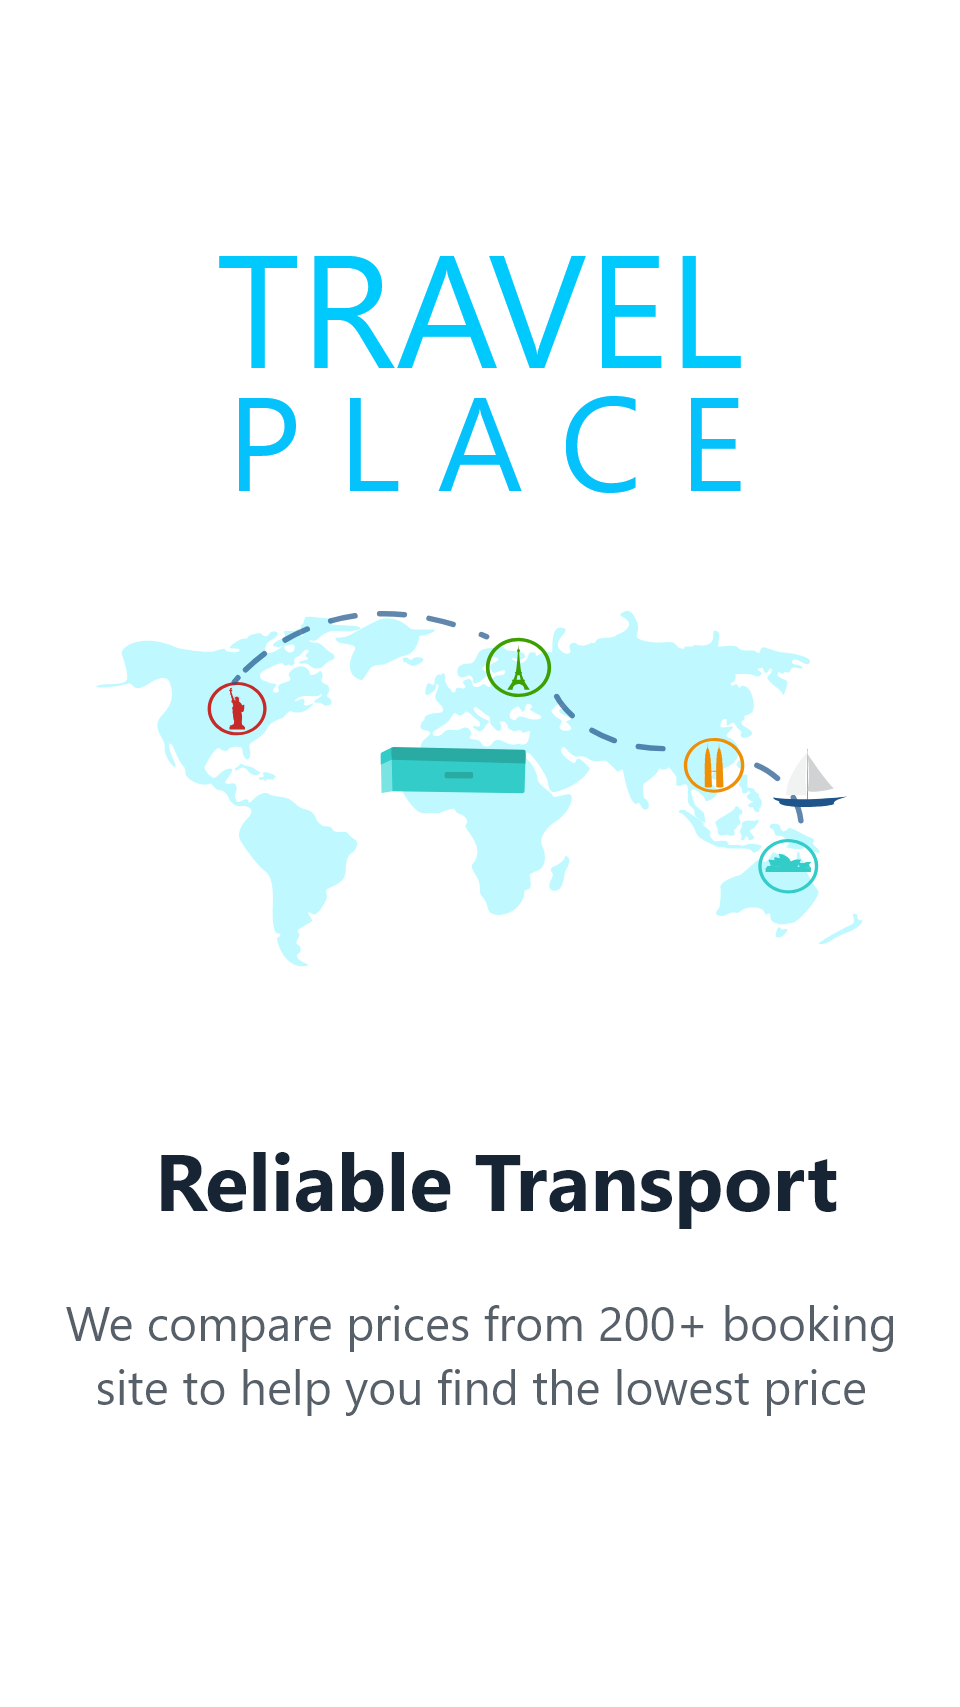 TRAVEL
PLACE
Reliable Transport
We compare prices from 200+ booking
site to help you find the lowest price